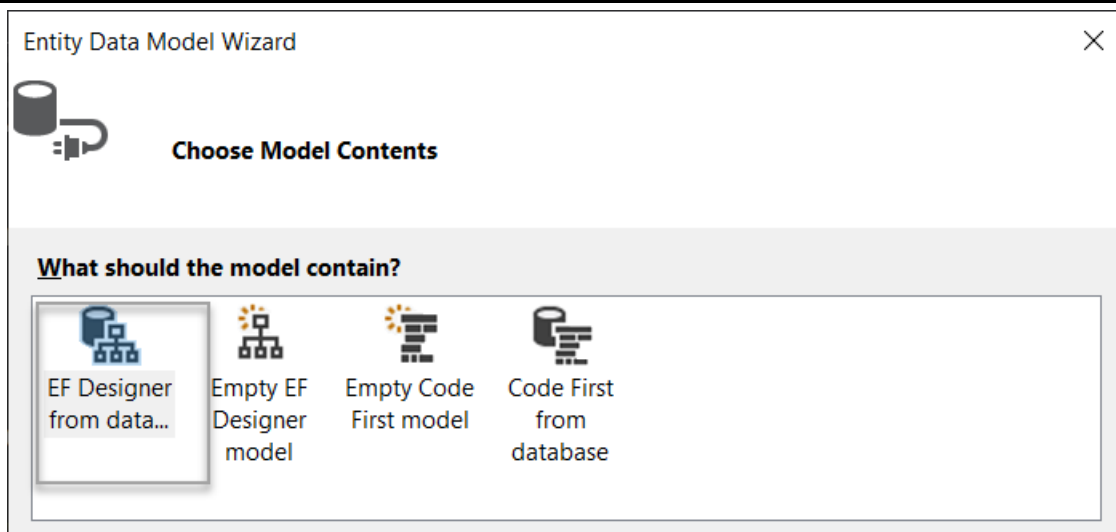 Entity Data Model Wizard
Choose Model Contents
What should the model contain?
EF Designer
from data...
Empty EF
Designer
model
Empty Code
First model
Code First
from
database